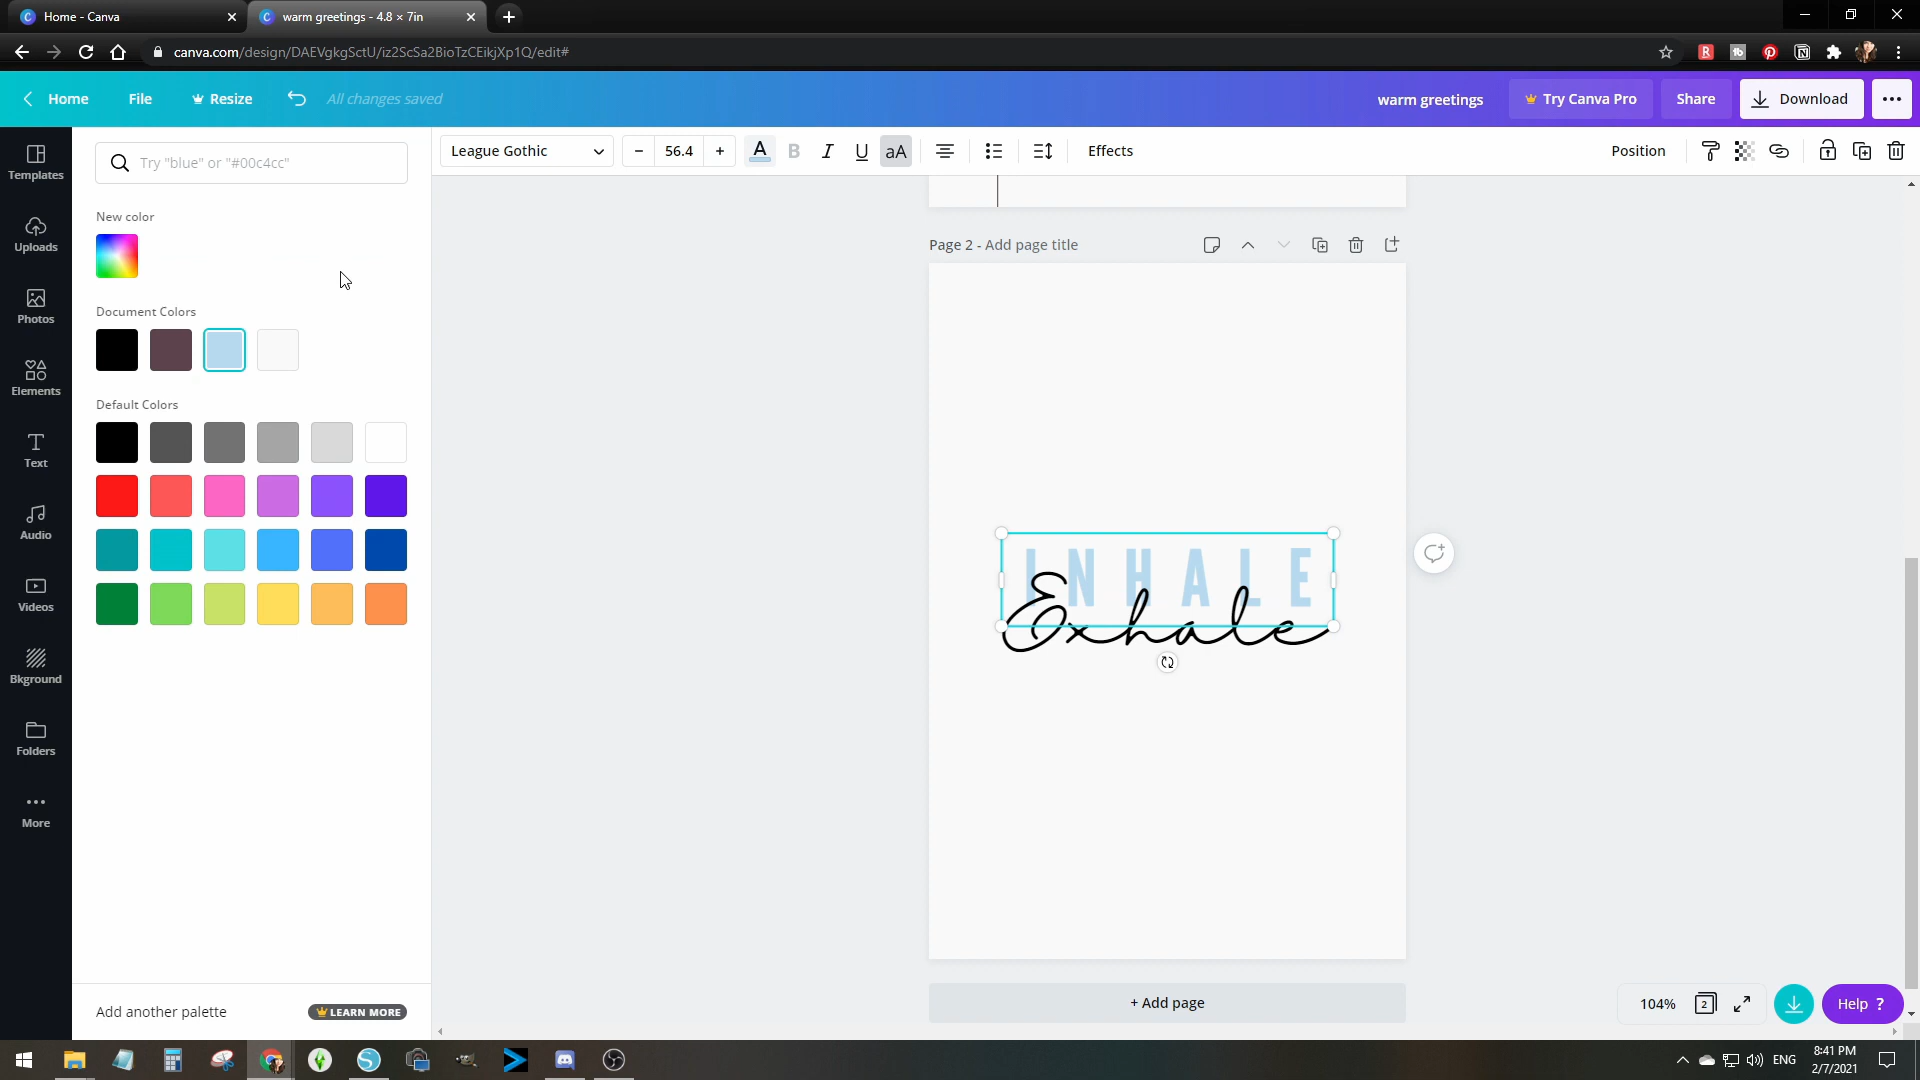 Home - Canva
warm greetings - 4.8 × 7in
canva.com/design/DAEVgkgSctU/iz2ScSa2BioTzCEikjXp1Q/edit#
Home
File
Resize
All changes saved
warm greetings
Try Canva Pro
Share
Download
Templates
Uploads
Photos
Elements
Text
Audio
Videos
Bkground
Folders
More
Try "blue" or "#00c4cc"
New color
Document Colors
Default Colors
Add another palette
LEARN MORE
League Gothic
56.4
A
B
I
U
aA
Effects
Position
Page 2 - Add page title
INHALE
Exhale
+ Add page
104%
2
Help ?
ENG
8:41 PM
2/7/2021